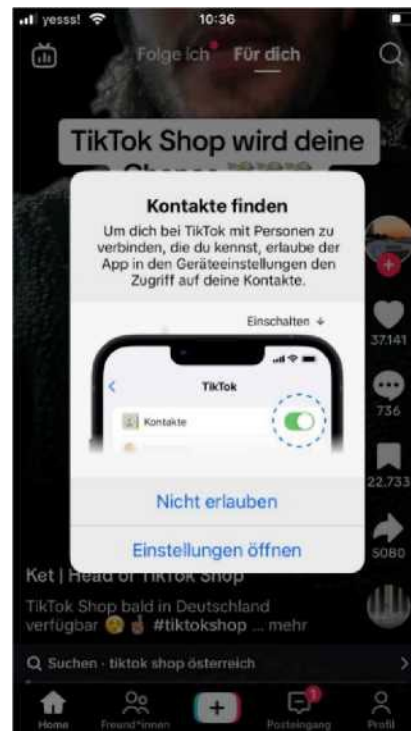 yesss! 10:36
Folge ich Für dich
TikTok Shop wird deine
Kontakte finden
Um dich bei TikTok mit Personen zu
verbinden, die du kennst, erlaube der
App in den Geräteeinstellungen den
Zugriff auf deine Kontakte.
Einschalten ↓
TikTok
Kontakte
37.141
736
22.733
5080
Nicht erlauben
Einstellungen öffnen
Ket | Head of TikTok Shop
TikTok Shop bald in Deutschland
verfügbar 🥲 ☝🏽 #tiktokshop ... mehr
Suchen · tiktok shop österreich
1
Home Freund*innen Posteingang Profil